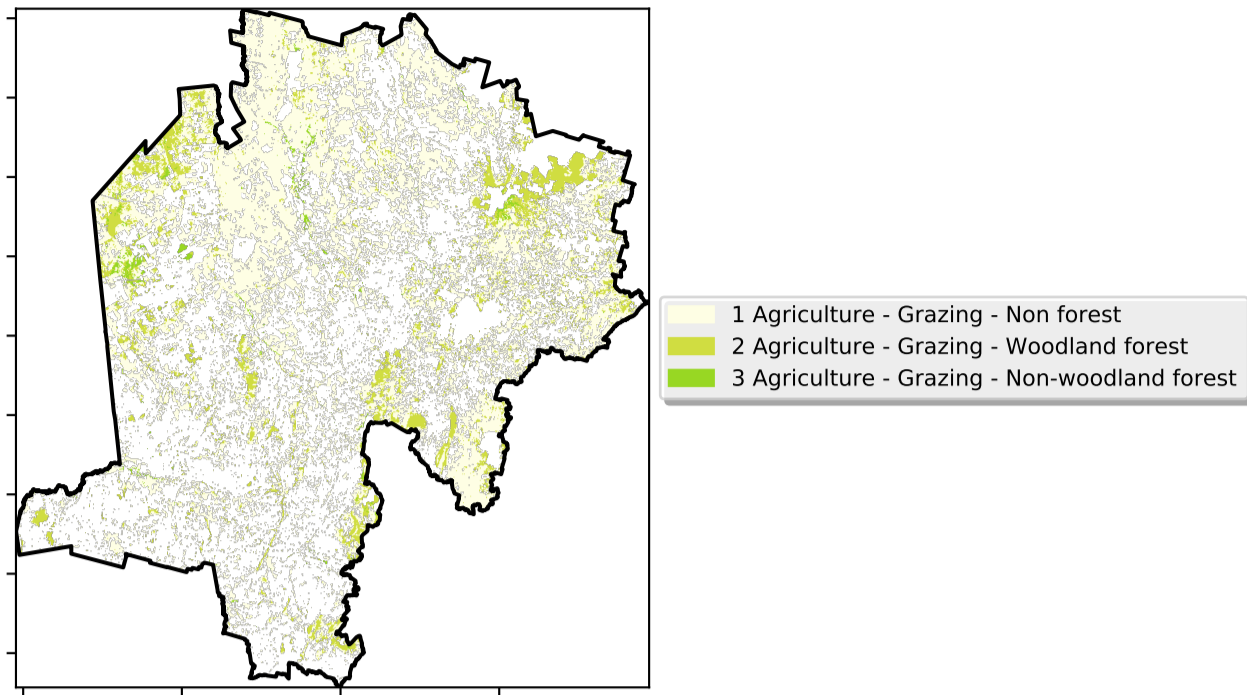 1 Agriculture - Grazing - Non forest
2 Agriculture - Grazing - Woodland forest
3 Agriculture - Grazing - Non-woodland forest